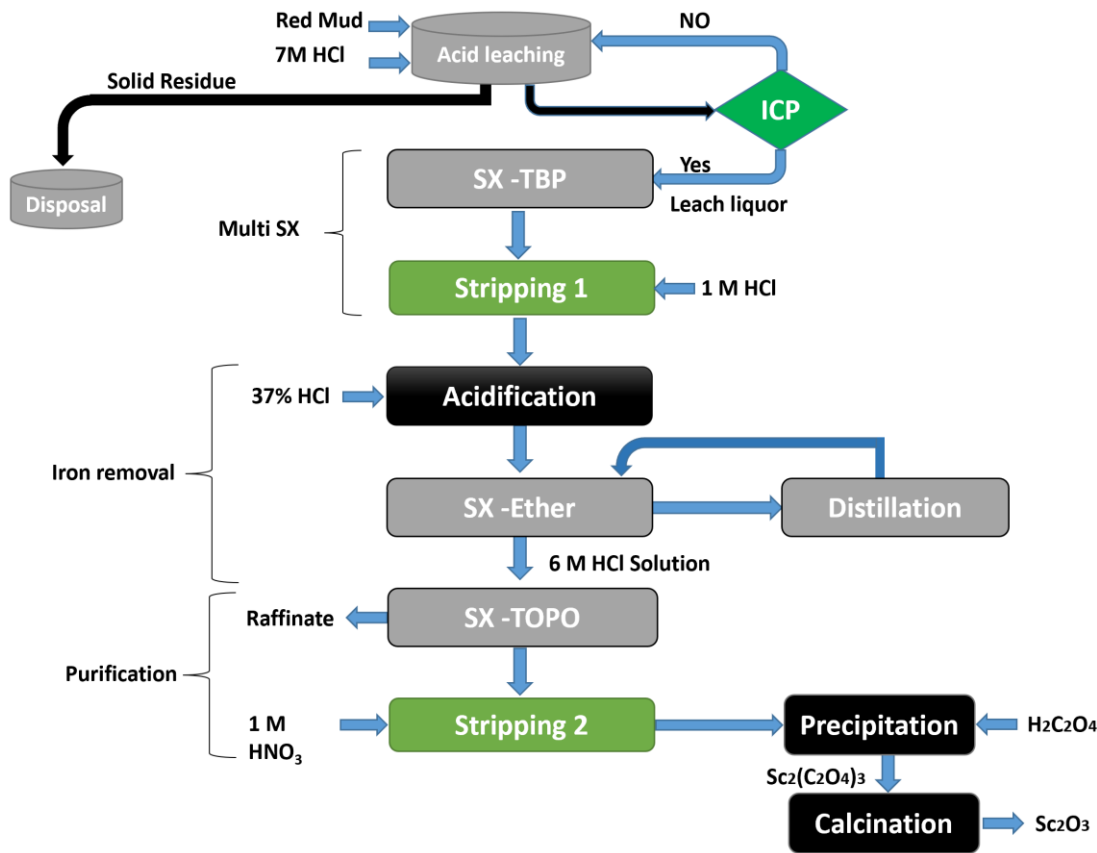 Red Mud
NO
7M HCl
Acid leaching
Solid Residue
ICP
Disposal
SX -TBP
Yes
Leach liquor
Multi SX
Stripping 1
1 M HCl
37% HCl
Acidification
Iron removal
SX -Ether
Distillation
6 M HCl Solution
Raffinate
SX -TOPO
Purification
1 M
HNO₃
Stripping 2
Precipitation
H₂C₂O₄
Sc₂(C₂O₄)₃
Calcination
Sc₂O₃